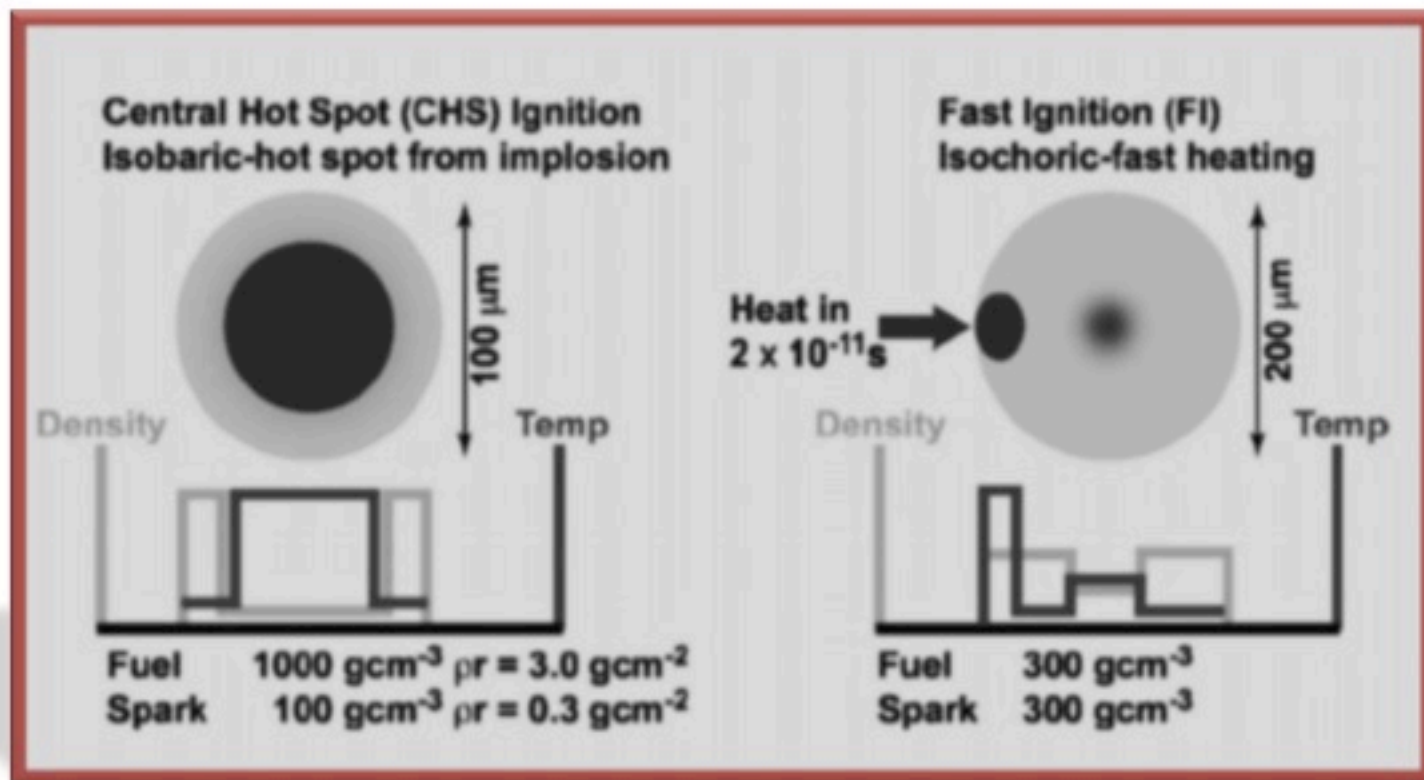 Central Hot Spot (CHS) Ignition
Isobaric-hot spot from implosion
100 μm
Density
Temp
Fuel 1000 gcm⁻³ ρr = 3.0 gcm⁻²
Spark 100 gcm⁻³ ρr = 0.3 gcm⁻²
Fast Ignition (FI)
Isochoric-fast heating
Heat in
2 x 10⁻¹¹s
200 μm
Density
Temp
Fuel 300 gcm⁻³
Spark 300 gcm⁻³